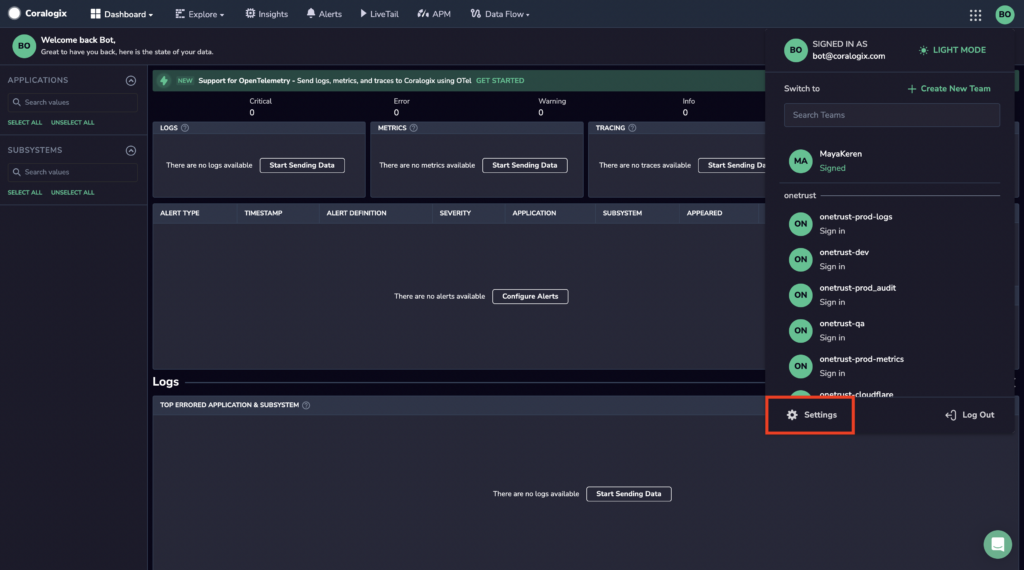 Coralogix
Dashboard
Explore
Insights
Alerts
LiveTail
APM
Data Flow
BO
BO
Welcome back Bot,
Great to have you back, here is the state of your data.
APPLICATIONS
Search values
SELECT ALL UNSELECT ALL
SUBSYSTEMS
Search values
SELECT ALL UNSELECT ALL
NEW Support for OpenTelemetry - Send logs, metrics, and traces to Coralogix using OTel GET STARTED
Critical Error Warning Info
0 0 0 0
LOGS
There are no logs available Start Sending Data
METRICS
There are no metrics available Start Sending Data
TRACING
There are no traces available Start Sending Da
ALERT TYPE TIMESTAMP ALERT DEFINITION SEVERITY APPLICATION SUBSYSTEM APPEARED
There are no alerts available Configure Alerts
Logs
TOP ERRORED APPLICATION & SUBSYSTEM
There are no logs available Start Sending Data
BO
SIGNED IN AS
bot@coralogix.com
LIGHT MODE
Switch to
Create New Team
Search Teams
MA
MayaKeren
Signed
onetrust
ON
onetrust-prod-logs
Sign in
ON
onetrust-dev
Sign in
ON
onetrust-prod_audit
Sign in
ON
onetrust-qa
Sign in
ON
onetrust-prod-metrics
Sign in
onetrust-cloudflare
Settings
Log Out